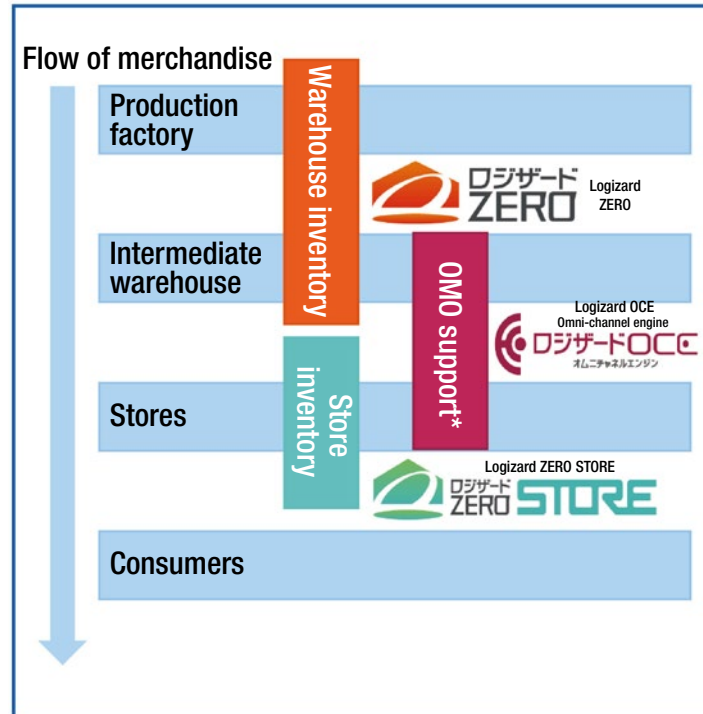 Flow of merchandise
Production
factory
Warehouse inventory
ロジザード
ZERO
Logizard
ZERO
Intermediate
warehouse
OMO support*
Logizard OCE
Omni-channel engine
ロジザードOCE
オムニチャネルエンジン
Store
inventory
Stores
Logizard ZERO STORE
ロジザード
ZERO STORE
Consumers